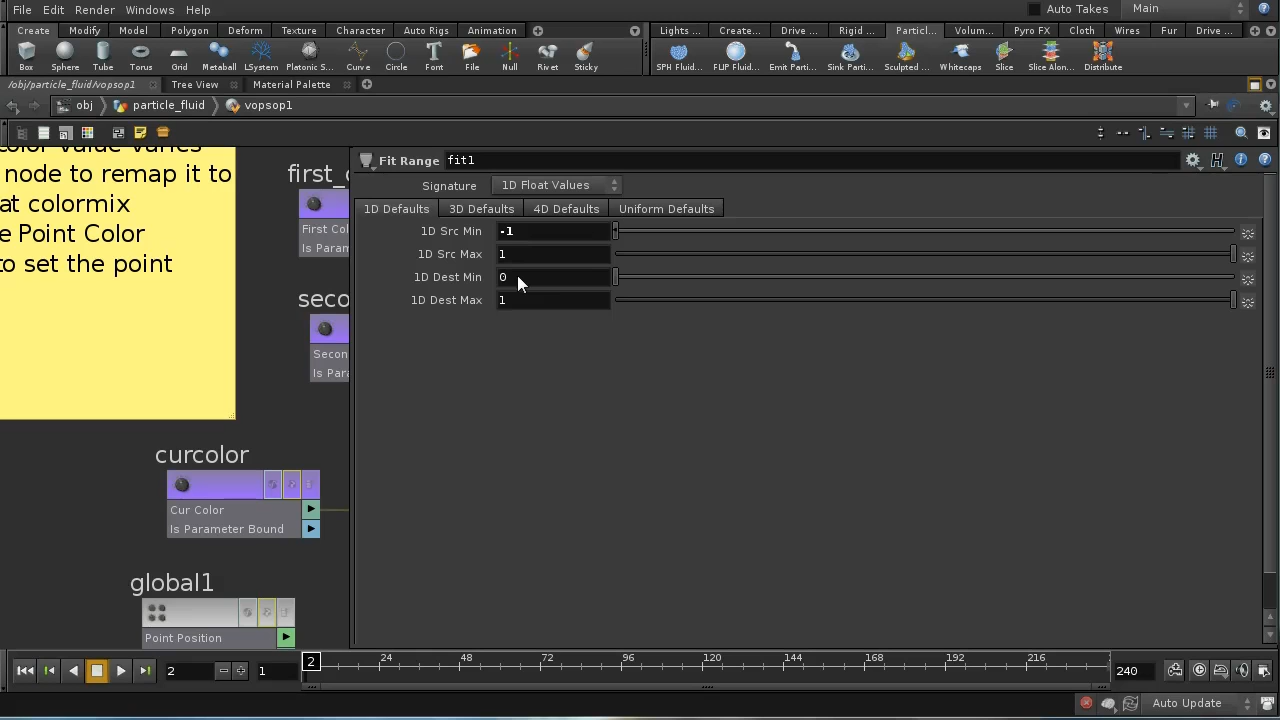 File Edit Render Windows Help Auto Takes Main
Create Modify Model Polygon Deform Texture Character Auto Rigs Animation Lights ... Create... Drive ... Rigid ... Particl... Volum... Pyro FX Cloth Wires Fur Drive ...
Box Sphere Tube Torus Grid Metaball LSystem Platonic S... Curve Circle Font File Null Rivet Sticky SPH Fluid... FLIP Fluid... Emit Parti... Sink Parti... Sculpted ... Whitecaps Slice Slice Alon... Distribute
/obj/particle_fluid/vopsop1 Tree View Material Palette
obj particle_fluid vopsop1
color value varies
node to remap it to
at colormix
e Point Color
to set the point
first_c
First Col
Is Param
seco
Secon
Is Para
curcolor
Cur Color
Is Parameter Bound
global1
Point Position
Fit Range fit1
Signature 1D Float Values
1D Defaults 3D Defaults 4D Defaults Uniform Defaults
1D Src Min -1
1D Src Max 1
1D Dest Min 0
1D Dest Max 1
2 1 2 24 48 72 96 120 144 168 192 216 240
Auto Update